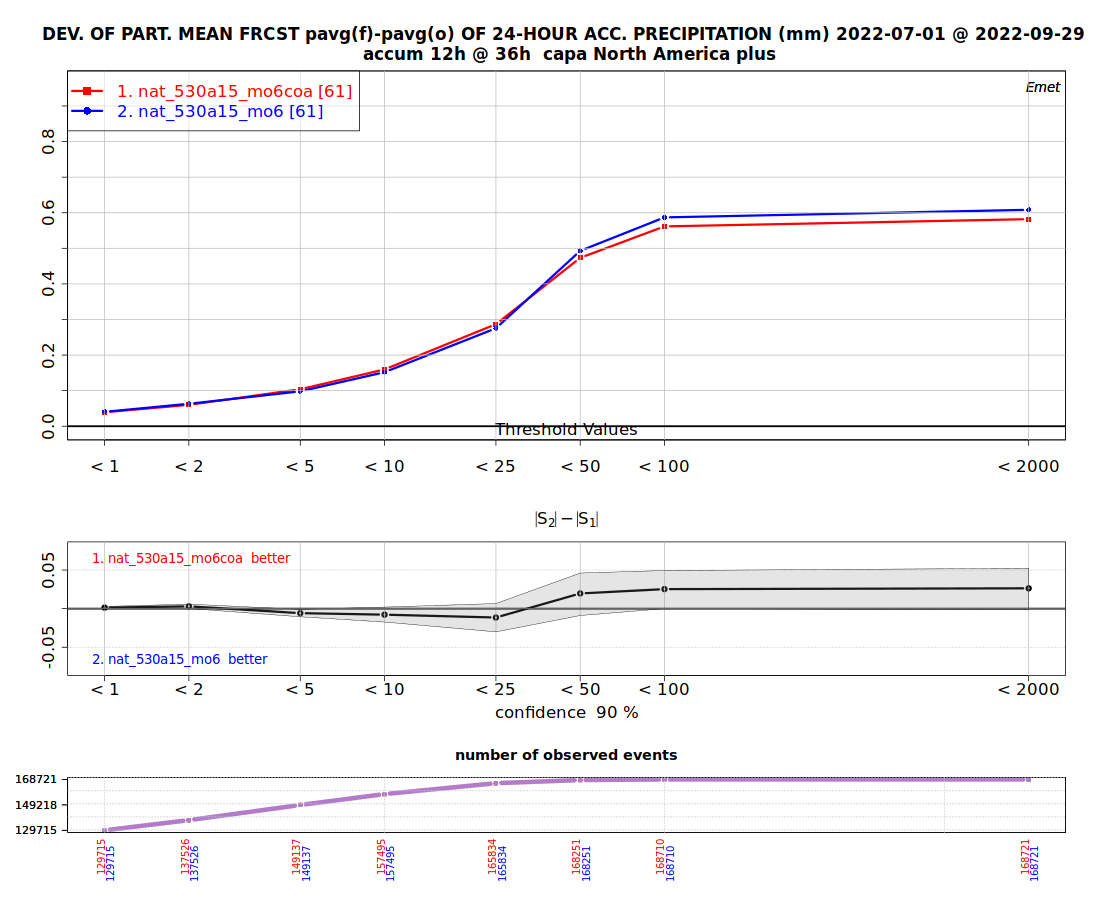 DEV. OF PART. MEAN FRCST pavg(f)-pavg(o) OF 24-HOUR ACC. PRECIPITATION (mm) 2022-07-01 @ 2022-09-29
accum 12h @ 36h  capa North America plus
1. nat_530a15_mo6coa [61]
2. nat_530a15_mo6 [61]
Emet
0.8
0.6
0.4
0.2
0.0
Threshold Values
< 1 < 2 < 5 < 10 < 25 < 50 < 100 < 2000
|S2| − |S1|
1. nat_530a15_mo6coa  better
0.05
-0.05
2. nat_530a15_mo6  better
< 1 < 2 < 5 < 10 < 25 < 50 < 100 < 2000
confidence  90 %
number of observed events
168721
149218
129715
129715 137526 149137 157495 165834 168251 168710 168721
129715 137526 149137 157495 165834 168251 168710 168721